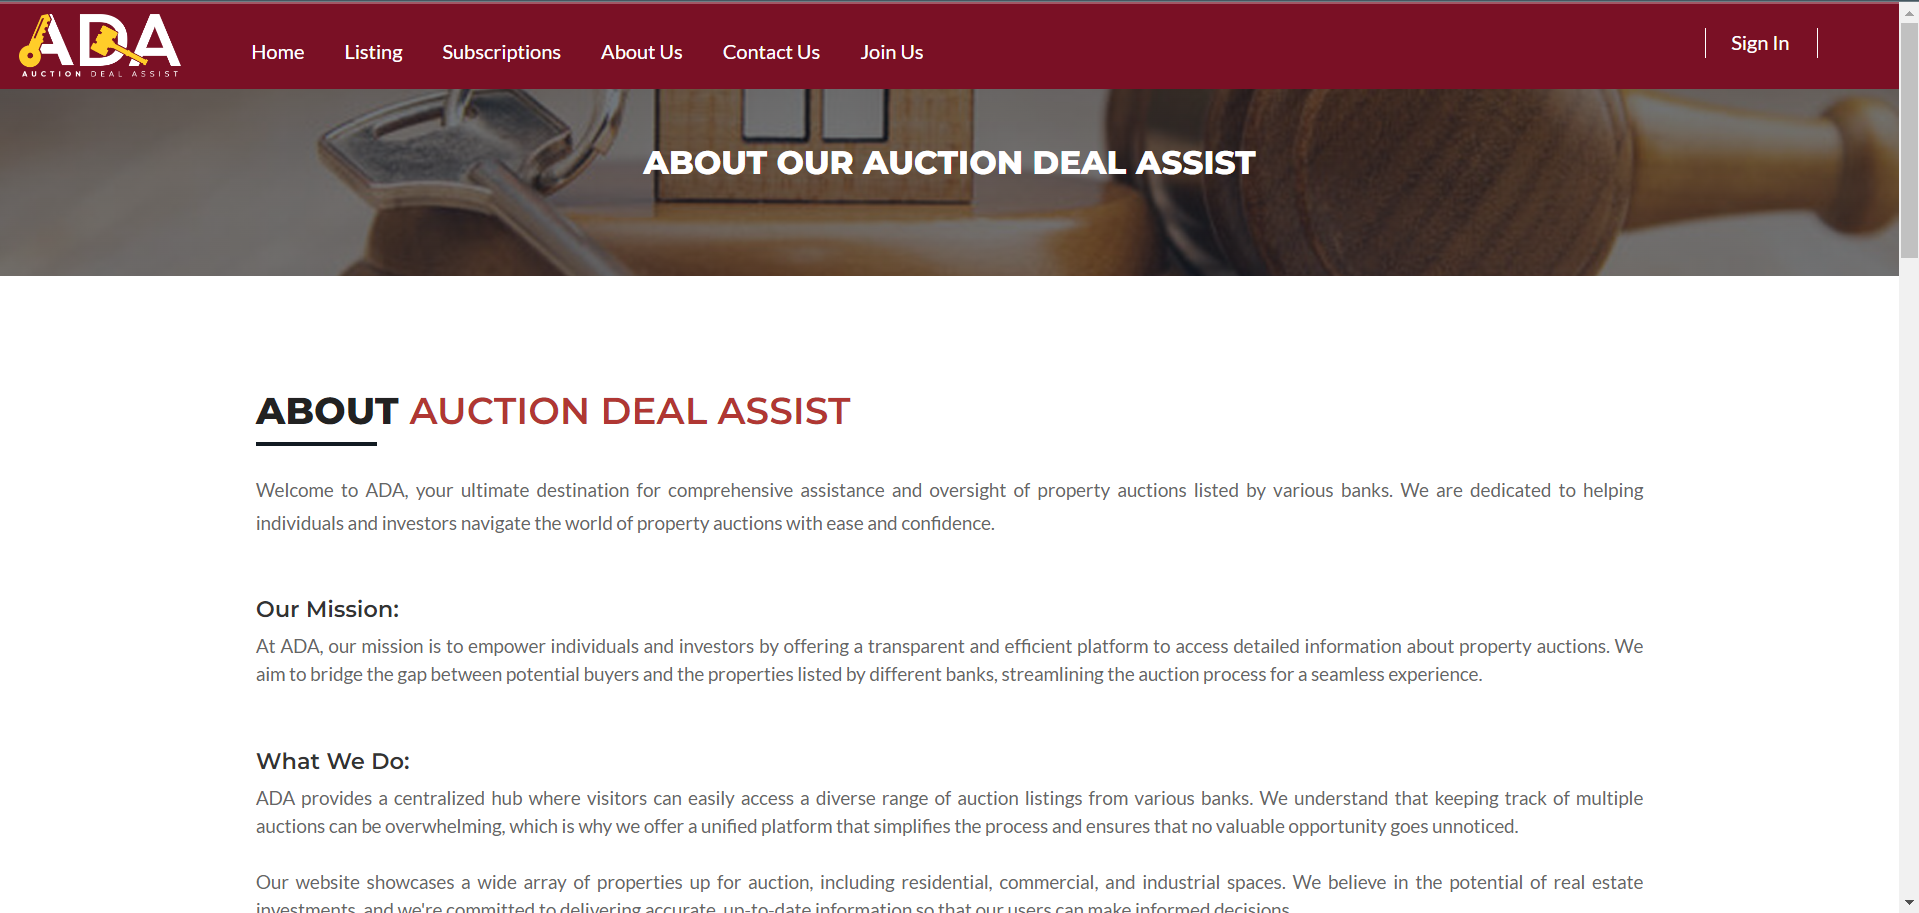 ADA
AUCTION DEAL ASSIST
Home
Listing
Subscriptions
About Us
Contact Us
Join Us
Sign In
ABOUT OUR AUCTION DEAL ASSIST
ABOUT AUCTION DEAL ASSIST
Welcome to ADA, your ultimate destination for comprehensive assistance and oversight of property auctions listed by various banks. We are dedicated to helping
individuals and investors navigate the world of property auctions with ease and confidence.
Our Mission:
At ADA, our mission is to empower individuals and investors by offering a transparent and efficient platform to access detailed information about property auctions. We
aim to bridge the gap between potential buyers and the properties listed by different banks, streamlining the auction process for a seamless experience.
What We Do:
ADA provides a centralized hub where visitors can easily access a diverse range of auction listings from various banks. We understand that keeping track of multiple
auctions can be overwhelming, which is why we offer a unified platform that simplifies the process and ensures that no valuable opportunity goes unnoticed.
Our website showcases a wide array of properties up for auction, including residential, commercial, and industrial spaces. We believe in the potential of real estate
investments, and we're committed to delivering accurate, up-to-date information so that our users can make informed decisions.